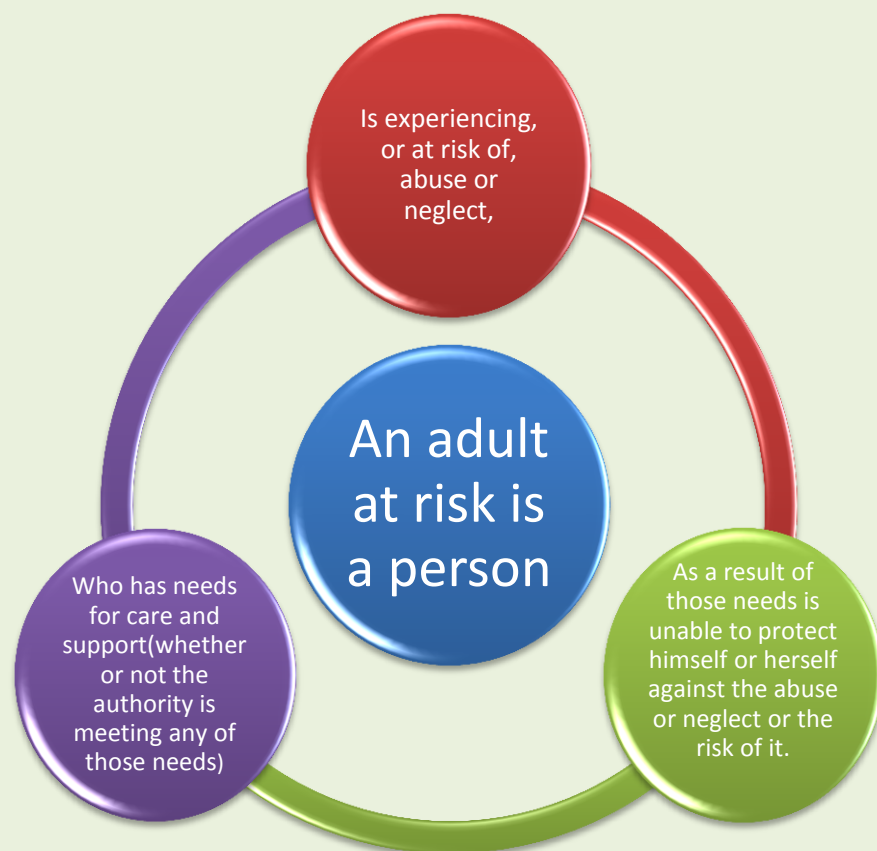 Is experiencing,
or at risk of,
abuse or
neglect,
An adult
at risk is
a person
Who has needs
for care and
support(whether
or not the
authority is
meeting any of
those needs)
As a result of
those needs is
unable to protect
himself or herself
against the abuse
or neglect or the
risk of it.